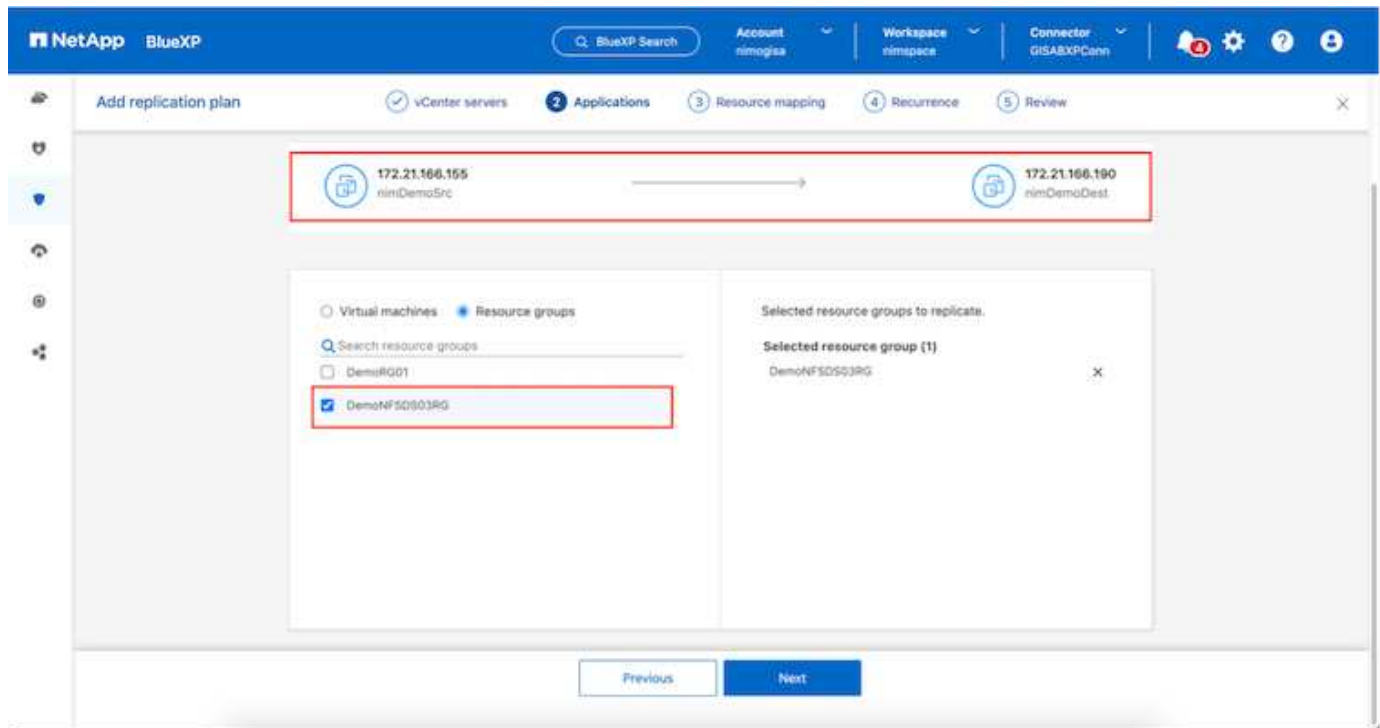 NetApp BlueXP
BlueXP Search
Account
nimogisa
Workspace
nimspace
Connector
GISABXPConn
4
Add replication plan
vCenter servers
2 Applications
3 Resource mapping
4 Recurrence
5 Review
172.21.166.155
nimDemoSrc
172.21.166.190
nimDemoDest
Virtual machines
Resource groups
Search resource groups
DemoRG01
DemoNFSDS03RG
Selected resource groups to replicate.
Selected resource group (1)
DemoNFSDS03RG
Previous
Next